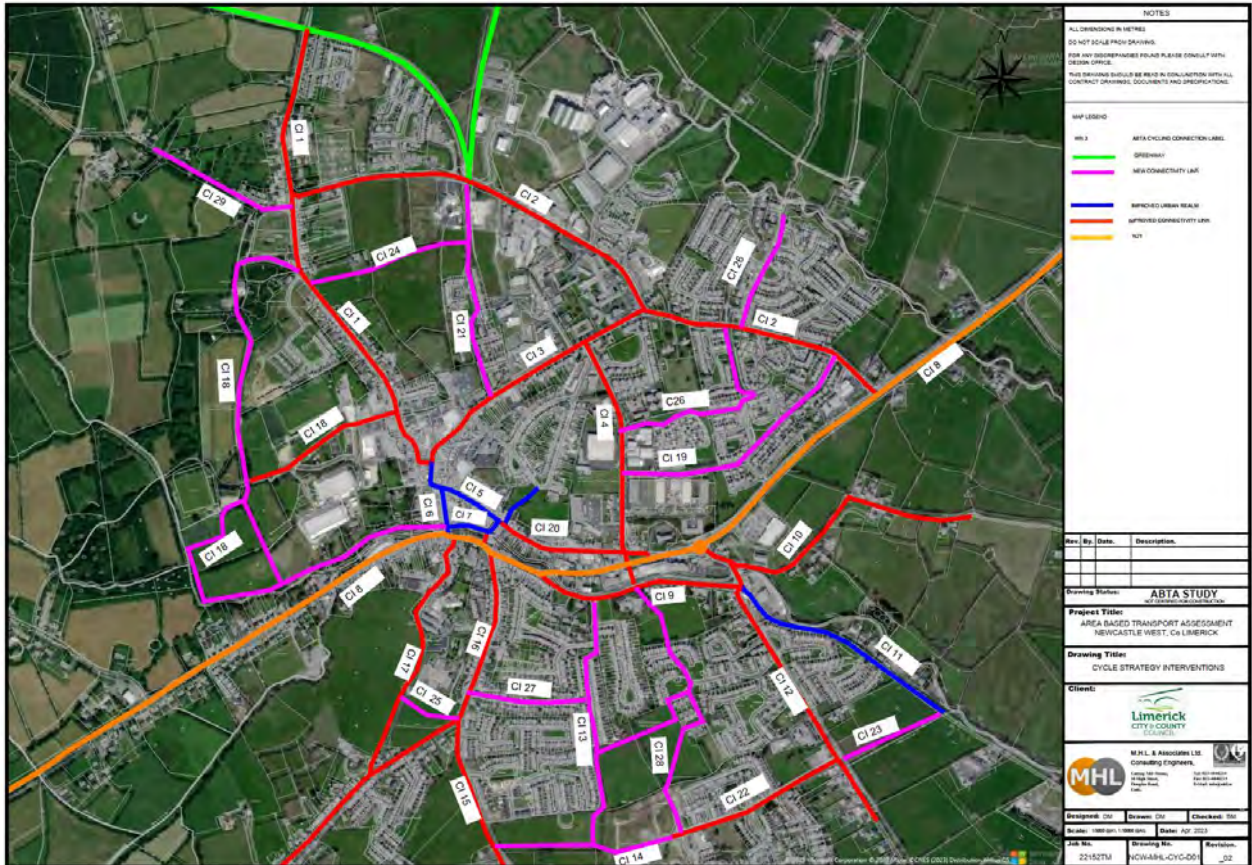 CI 1
CI 2
CI 29
CI 24
CI 26
CI 1
CI 21
CI 3
CI 2
CI 8
CI 18
C26
CI 4
CI 18
CI 19
CI 5
CI 6
CI 7
CI 20
CI 10
CI 18
CI 8
CI 9
CI 11
CI 16
CI 17
CI 27
CI 12
CI 25
CI 13
CI 23
CI 28
CI 22
CI 15
CI 14
NOTES
ALL DIMENSIONS IN METRES
DO NOT SCALE FROM DRAWING.
FOR ANY DISCREPANCIES FOUND PLEASE CONSULT WITH
DESIGN OFFICE.
THIS DRAWING SHOULD BE READ IN CONJUNCTION WITH ALL
CONTRACT DRAWINGS, DOCUMENTS AND SPECIFICATIONS.
MAP LEGEND
ABTA CYCLING CONNECTION LABEL
GREENWAY
NEW CONNECTIVITY LINK
IMPROVED URBAN REALM
IMPROVED CONNECTIVITY LINK
N21
Rev. By. Date. Description.
Drawing Status: ABTA STUDY
NOT CERTIFIED FOR CONSTRUCTION
Project Title:
AREA BASED TRANSPORT ASSESSMENT
NEWCASTLE WEST, Co LIMERICK
Drawing Title:
CYCLE STRATEGY INTERVENTIONS
Client:
Limerick
CITY & COUNTY
COUNCIL
MHL
M.H.L. & Associates Ltd.
Consulting Engineers,
Designed: DM Drawn: DM Checked: BM
Date: Apr. 2023
Job No. Drawing No. Revision.
22152TM NCW-MHL-CYC-D01 _02